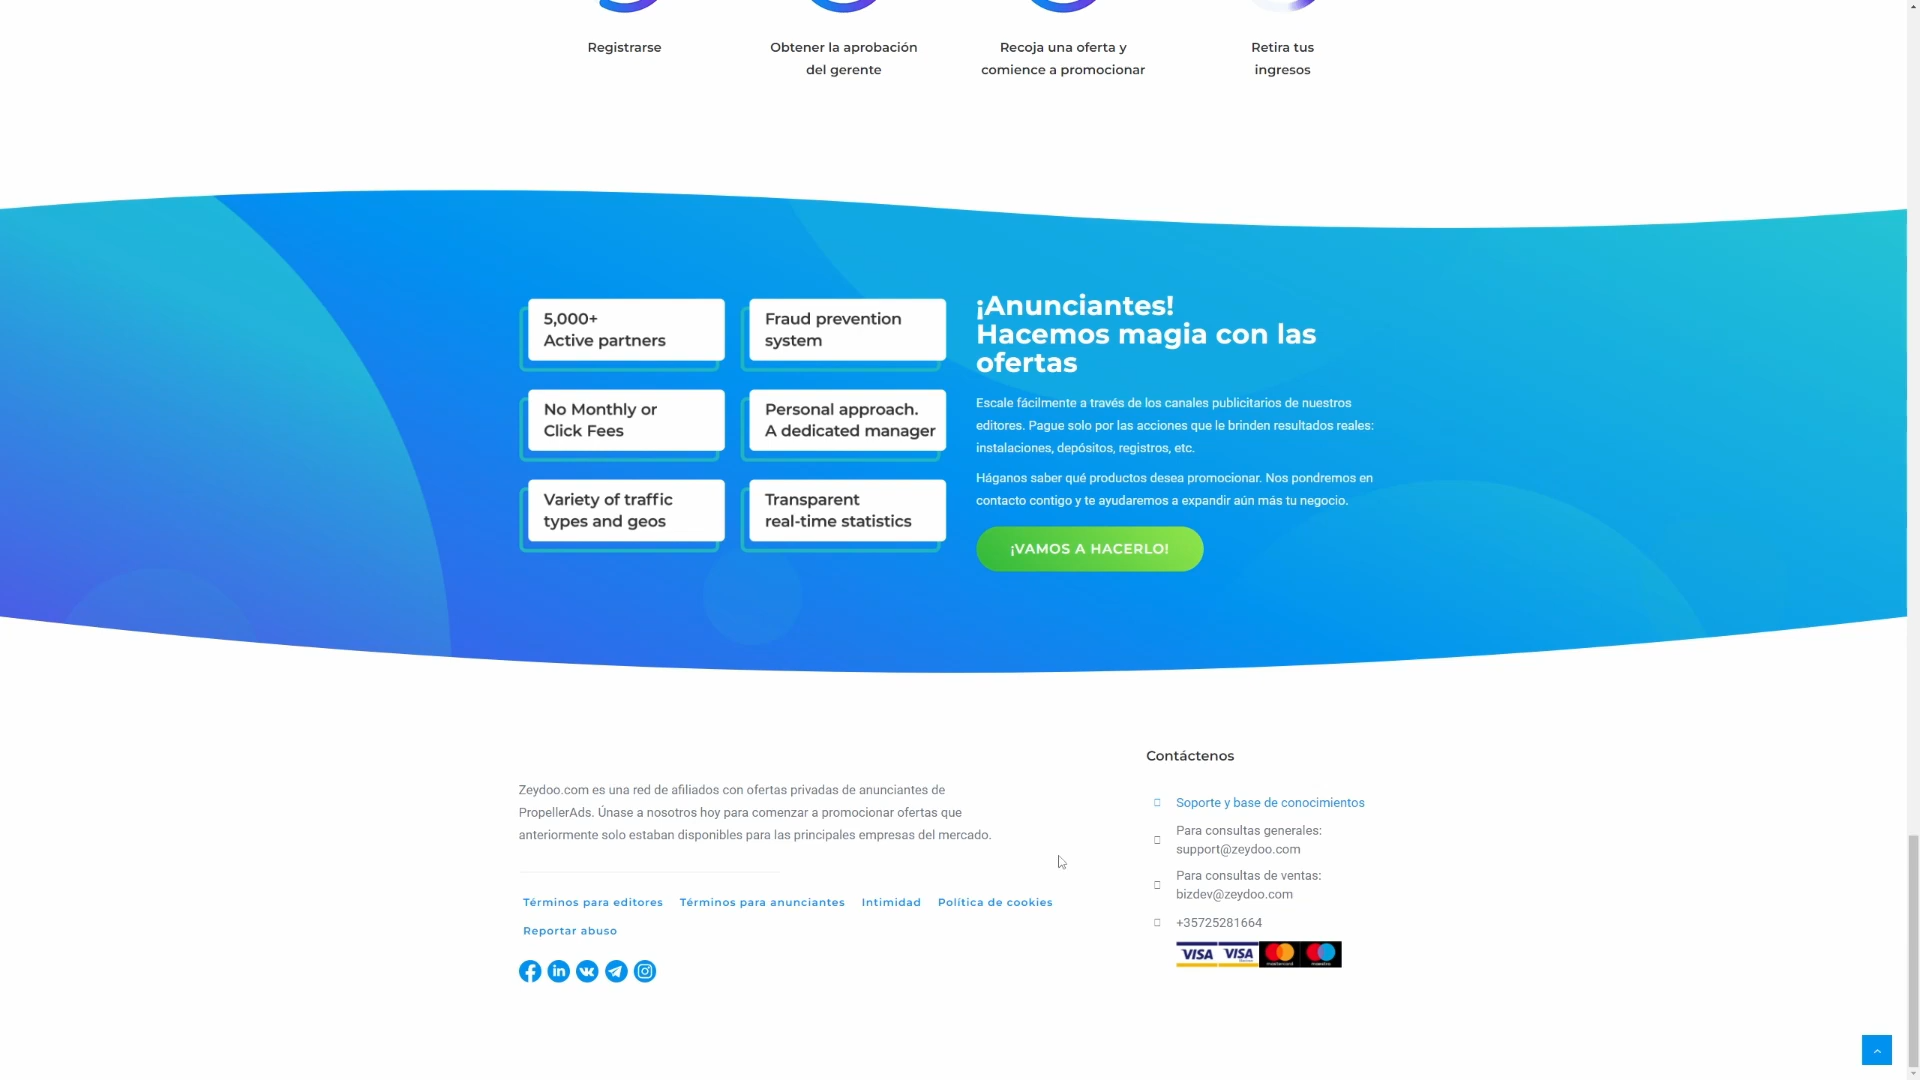 Registrarse
Obtener la aprobación
del gerente
Recoja una oferta y
comience a promocionar
Retira tus
ingresos
5,000+
Active partners
Fraud prevention
system
No Monthly or
Click Fees
Personal approach.
A dedicated manager
Variety of traffic
types and geos
Transparent
real-time statistics
¡Anunciantes!
Hacemos magia con las
ofertas
Escale fácilmente a través de los canales publicitarios de nuestros
editores. Pague solo por las acciones que le brinden resultados reales:
instalaciones, depósitos, registros, etc.
Háganos saber qué productos desea promocionar. Nos pondremos en
contacto contigo y te ayudaremos a expandir aún más tu negocio.
¡VAMOS A HACERLO!
Zeydoo.com es una red de afiliados con ofertas privadas de anunciantes de
PropellerAds. Únase a nosotros hoy para comenzar a promocionar ofertas que
anteriormente solo estaban disponibles para las principales empresas del mercado.
Términos para editores Términos para anunciantes Intimidad Política de cookies
Reportar abuso
Contáctenos
Soporte y base de conocimientos
Para consultas generales:
support@zeydoo.com
Para consultas de ventas:
bizdev@zeydoo.com
+35725281664
VISA VISA mastercard maestro